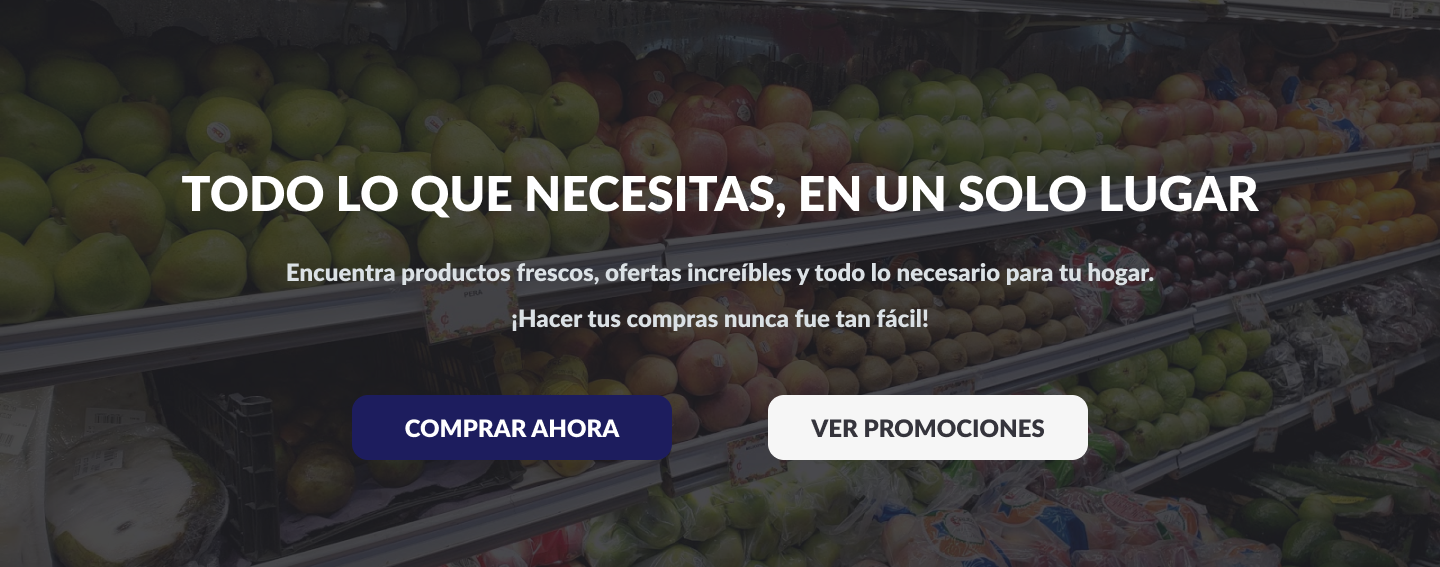 TODO LO QUE NECESITAS, EN UN SOLO LUGAR
Encuentra productos frescos, ofertas increíbles y todo lo necesario para tu hogar.
¡Hacer tus compras nunca fue tan fácil!
COMPRAR AHORA
VER PROMOCIONES
PERA